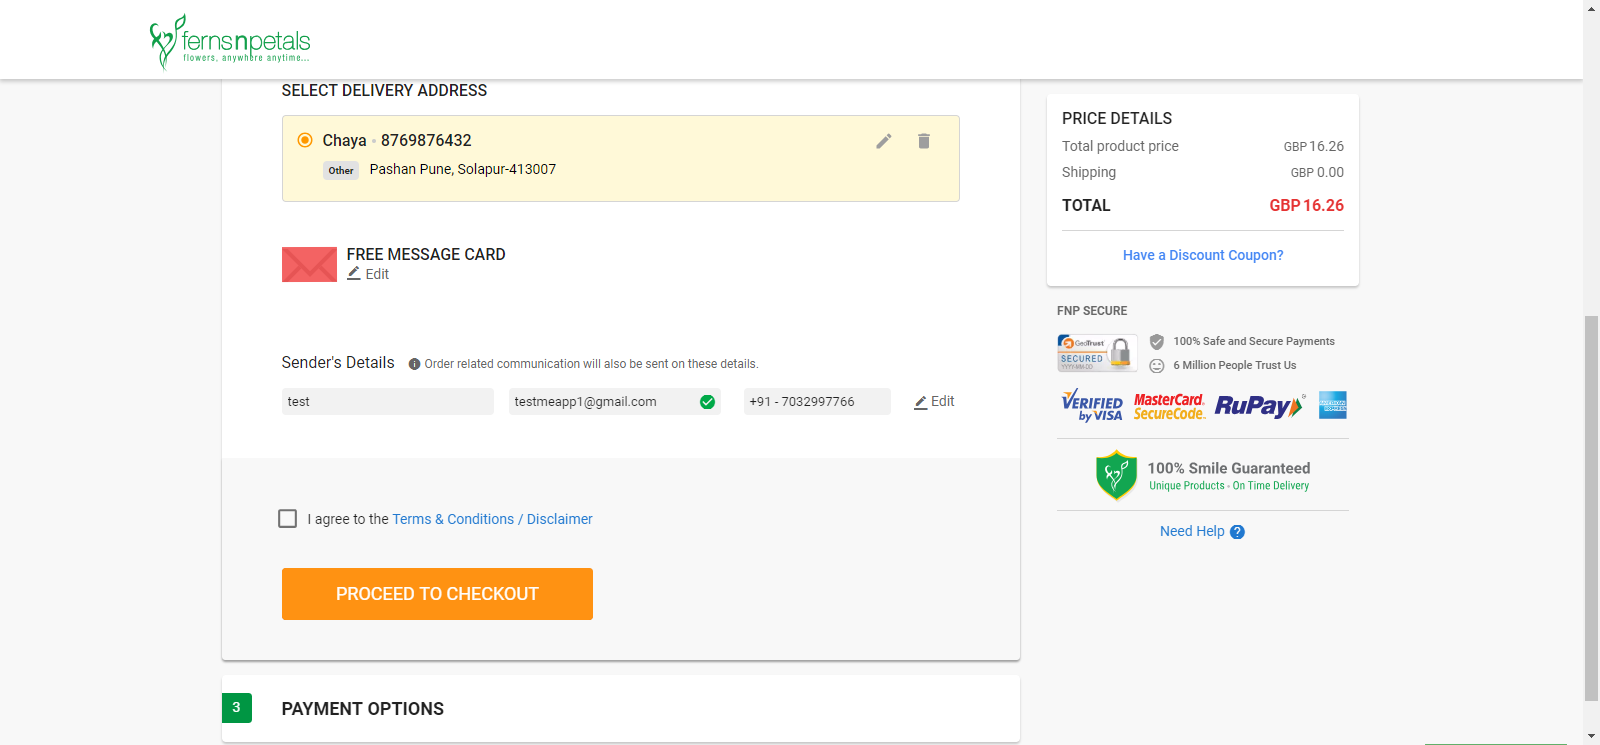 fernsnpetals
flowers, anywhere anytime...
SELECT DELIVERY ADDRESS
Chaya • 8769876432
Other Pashan Pune, Solapur-413007
FREE MESSAGE CARD
Edit
Sender's Details Order related communication will also be sent on these details.
test testmeapp1@gmail.com +91 - 7032997766 Edit
I agree to the Terms & Conditions / Disclaimer
PROCEED TO CHECKOUT
3 PAYMENT OPTIONS
PRICE DETAILS
Total product price GBP 16.26
Shipping GBP 0.00
TOTAL GBP 16.26
Have a Discount Coupon?
FNP SECURE
GeoTrust
SECURED
YYYY-MM-DD
100% Safe and Secure Payments
6 Million People Trust Us
VERIFIED
by VISA
MasterCard.
SecureCode.
RuPay
100% Smile Guaranteed
Unique Products • On Time Delivery
Need Help ?